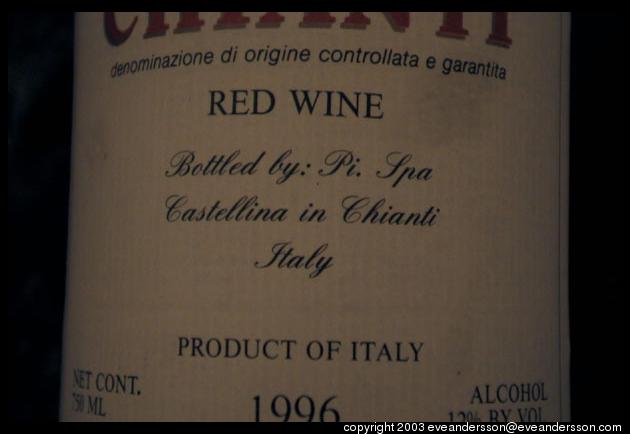 CHIANTI
denominazione di origine controllata e garantita
RED WINE
Bottled by: Pi. Spa
Castellina in Chianti
Italy
PRODUCT OF ITALY
NET CONT.
750 ML
1996
ALCOHOL
12% BY VOL
copyright 2003 eveandersson@eveandersson.com